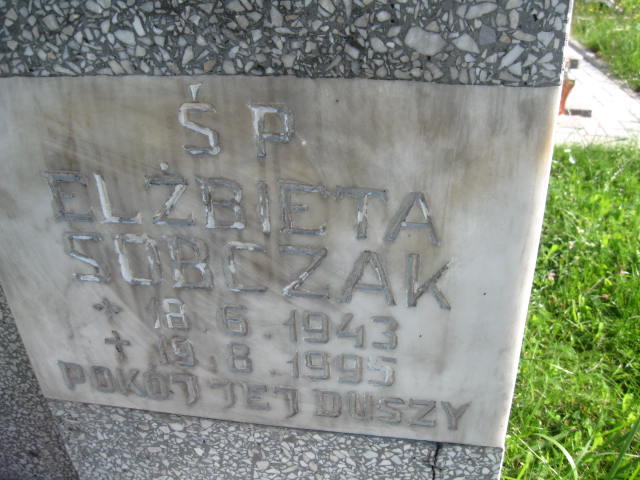 Ś P
ELŻBIETA
SOBCZAK
* 18 6 1943
+ 19 8 1995
POKÓJ JEJ DUSZY